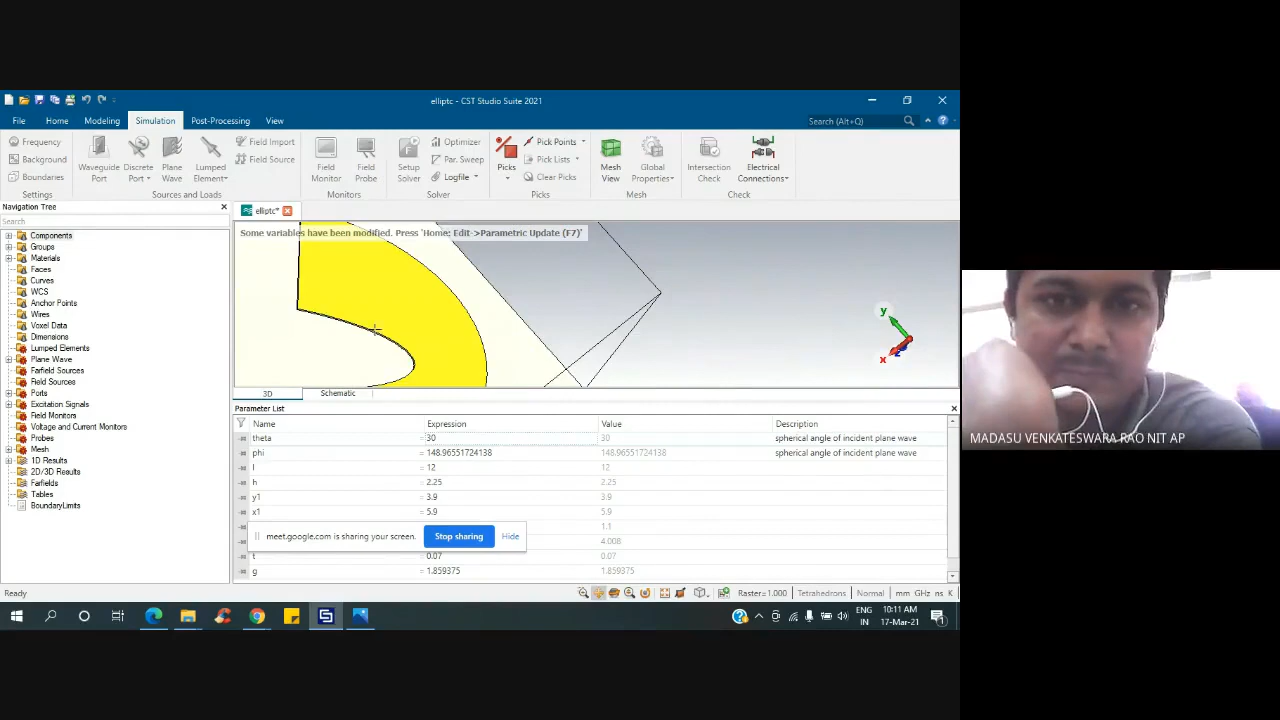 elliptc - CST Studio Suite 2021
File Home Modeling Simulation Post-Processing View Search (Alt+Q)
Frequency
Background
Boundaries
Settings
Waveguide Port
Discrete Port
Plane Wave
Lumped Element
Field Import
Field Source
Sources and Loads
Field Monitor
Field Probe
Monitors
Setup Solver
Optimizer
Par. Sweep
Logfile
Solver
Picks
Pick Points
Pick Lists
Clear Picks
Picks
Mesh View
Global Properties
Mesh
Intersection Check
Electrical Connections
Check
Navigation Tree
Search
Components
Groups
Materials
Faces
Curves
WCS
Anchor Points
Wires
Voxel Data
Dimensions
Lumped Elements
Plane Wave
Farfield Sources
Field Sources
Ports
Excitation Signals
Field Monitors
Voltage and Current Monitors
Probes
Mesh
1D Results
2D/3D Results
Farfields
Tables
BoundaryLimits
elliptc*
Some variables have been modified. Press 'Home: Edit->Parametric Update (F7)'
y
x
z
3D Schematic
Parameter List
Name Expression Value Description
theta = 30 30 spherical angle of incident plane wave
phi = 148.96551724138 148.96551724138 spherical angle of incident plane wave
l = 12 12
h = 2.25 2.25
y1 = 3.9 3.9
x1 = 5.9 5.9
1.1
4.008
t 0.07 0.07
g = 1.859375 1.859375
meet.google.com is sharing your screen. Stop sharing Hide
Ready Raster=1.000 Tetrahedrons Normal mm GHz ns K
ENG
IN
10:11 AM
17-Mar-21
MADASU VENKATESWARA RAO NIT AP